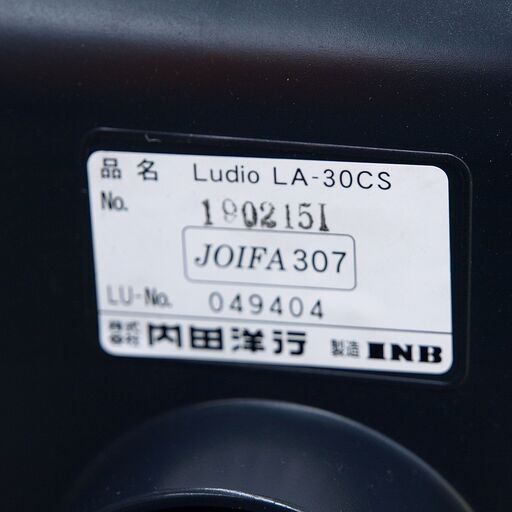 品名 Ludio LA-30CS
No. 190215I
JOIFA 307
LU-No. 049404
株式会社 内田洋行 製造 INB